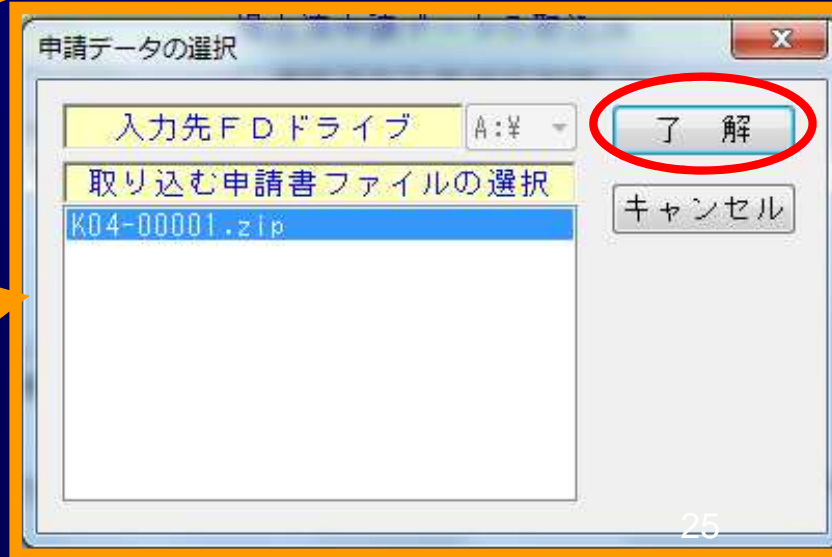 申請データの選択
入力先FDドライブ A:¥
了 解
取り込む申請書ファイルの選択
キャンセル
K04-00001.zip
25